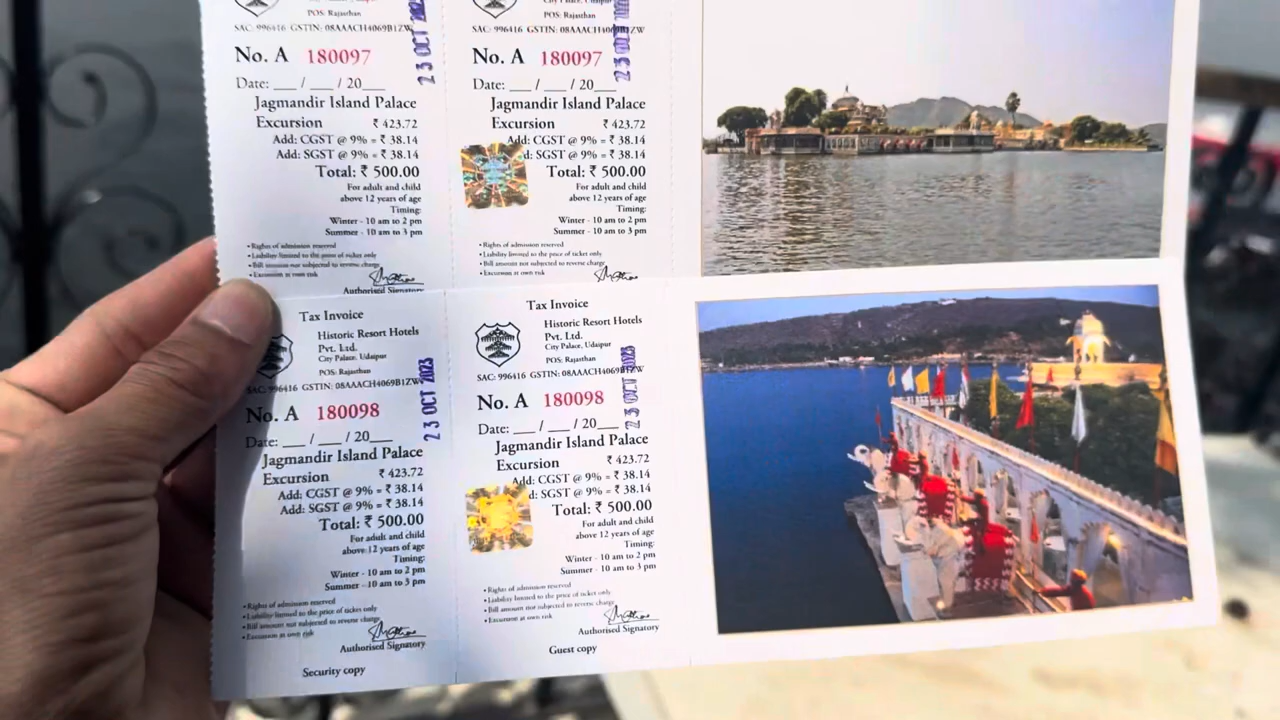 POS: Rajasthan
SAC: 996416 GSTIN: 08AAACH4069B1ZW
No. A 180097
23 OCT 2023
Date: ___ / ___ / 20___
Jagmandir Island Palace
Excursion ₹ 423.72
Add: CGST @ 9% = ₹ 38.14
Add: SGST @ 9% = ₹ 38.14
Total: ₹ 500.00
For adult and child
above 12 years of age
Timing:
Winter - 10 am to 2 pm
Summer - 10 am to 3 pm
• Rights of admission reserved
• Liability limited to the price of ticket only
• Bill amount not subjected to reverse charge
• Excursion at own risk
Authorised Signatory
POS: Rajasthan
SAC: 996416 GSTIN: 08AAACH4069B1ZW
No. A 180097
23 OCT
Date: ___ / ___ / 20___
Jagmandir Island Palace
Excursion ₹ 423.72
Add: CGST @ 9% = ₹ 38.14
d: SGST @ 9% = ₹ 38.14
Total: ₹ 500.00
For adult and child
above 12 years of age
Timing:
Winter - 10 am to 2 pm
Summer - 10 am to 3 pm
• Rights of admission reserved
• Liability limited to the price of ticket only
• Bill amount not subjected to reverse charge
• Excursion at own risk
Tax Invoice
Historic Resort Hotels
Pvt. Ltd.
City Palace, Udaipur
POS: Rajasthan
SAC: 996416 GSTIN: 08AAACH4069B1ZW
No. A 180098
23 OCT 2023
Date: ___ / ___ / 20___
Jagmandir Island Palace
Excursion ₹ 423.72
Add: CGST @ 9% = ₹ 38.14
Add: SGST @ 9% = ₹ 38.14
Total: ₹ 500.00
For adult and child
above 12 years of age
Timing:
Winter - 10 am to 2 pm
Summer - 10 am to 3 pm
• Rights of admission reserved
• Liability limited to the price of ticket only
• Bill amount not subjected to reverse charge
• Excursion at own risk
Authorised Signatory
Security copy
Tax Invoice
Historic Resort Hotels
Pvt. Ltd.
City Palace, Udaipur
POS: Rajasthan
SAC: 996416 GSTIN: 08AAACH4069B1ZW
No. A 180098
23 OCT 2023
Date: ___ / ___ / 20___
Jagmandir Island Palace
Excursion ₹ 423.72
Add: CGST @ 9% = ₹ 38.14
d: SGST @ 9% = ₹ 38.14
Total: ₹ 500.00
For adult and child
above 12 years of age
Timing:
Winter - 10 am to 2 pm
Summer - 10 am to 3 pm
• Rights of admission reserved
• Liability limited to the price of ticket only
• Bill amount not subjected to reverse charge
• Excursion at own risk
Authorised Signatory
Guest copy